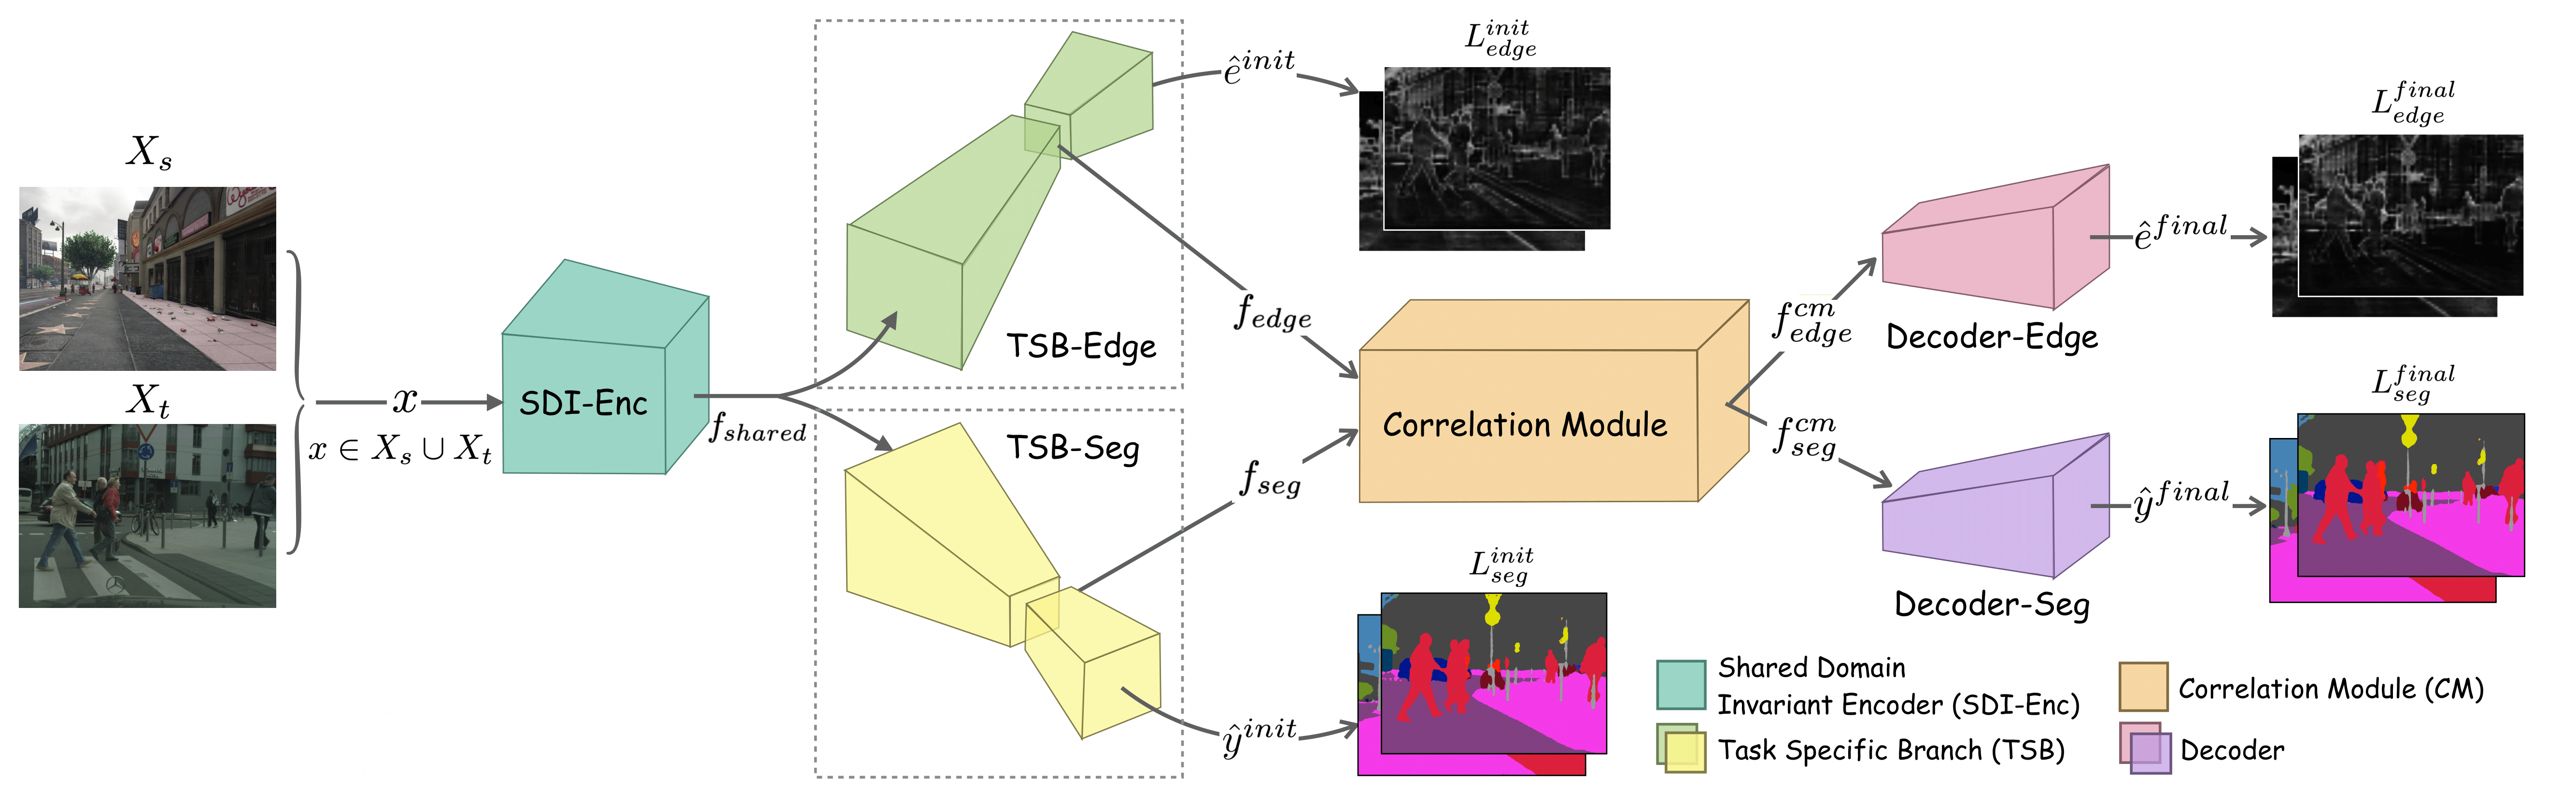 $X_s$
$X_t$
$x$
$x \in X_s \cup X_t$
SDI-Enc
$f_{shared}$
TSB-Edge
TSB-Seg
$\hat{e}^{init}$
$L_{edge}^{init}$
$f_{edge}$
$f_{seg}$
$\hat{y}^{init}$
$L_{seg}^{init}$
Correlation Module
$f_{edge}^{cm}$
$f_{seg}^{cm}$
Decoder-Edge
Decoder-Seg
$\hat{e}^{final}$
$L_{edge}^{final}$
$\hat{y}^{final}$
$L_{seg}^{final}$
Shared Domain
Invariant Encoder (SDI-Enc)
Task Specific Branch (TSB)
Correlation Module (CM)
Decoder